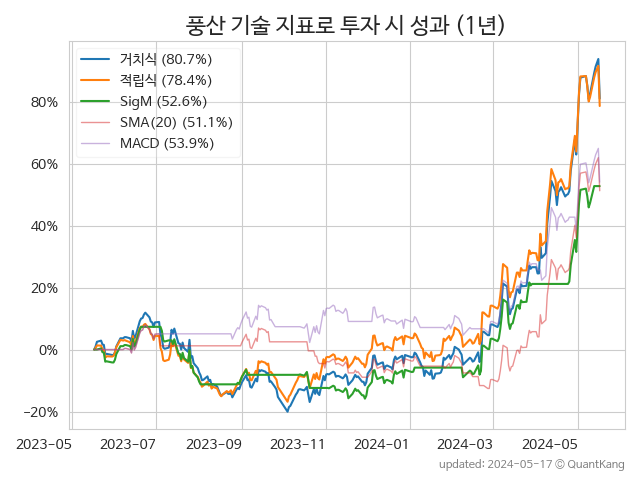 풍산 기술 지표로 투자 시 성과 (1년)
거치식 (80.7%)
적립식 (78.4%)
SigM (52.6%)
SMA(20) (51.1%)
MACD (53.9%)
80%
60%
40%
20%
0%
−20%
2023-05 2023-07 2023-09 2023-11 2024-01 2024-03 2024-05
updated: 2024-05-17 © QuantKang